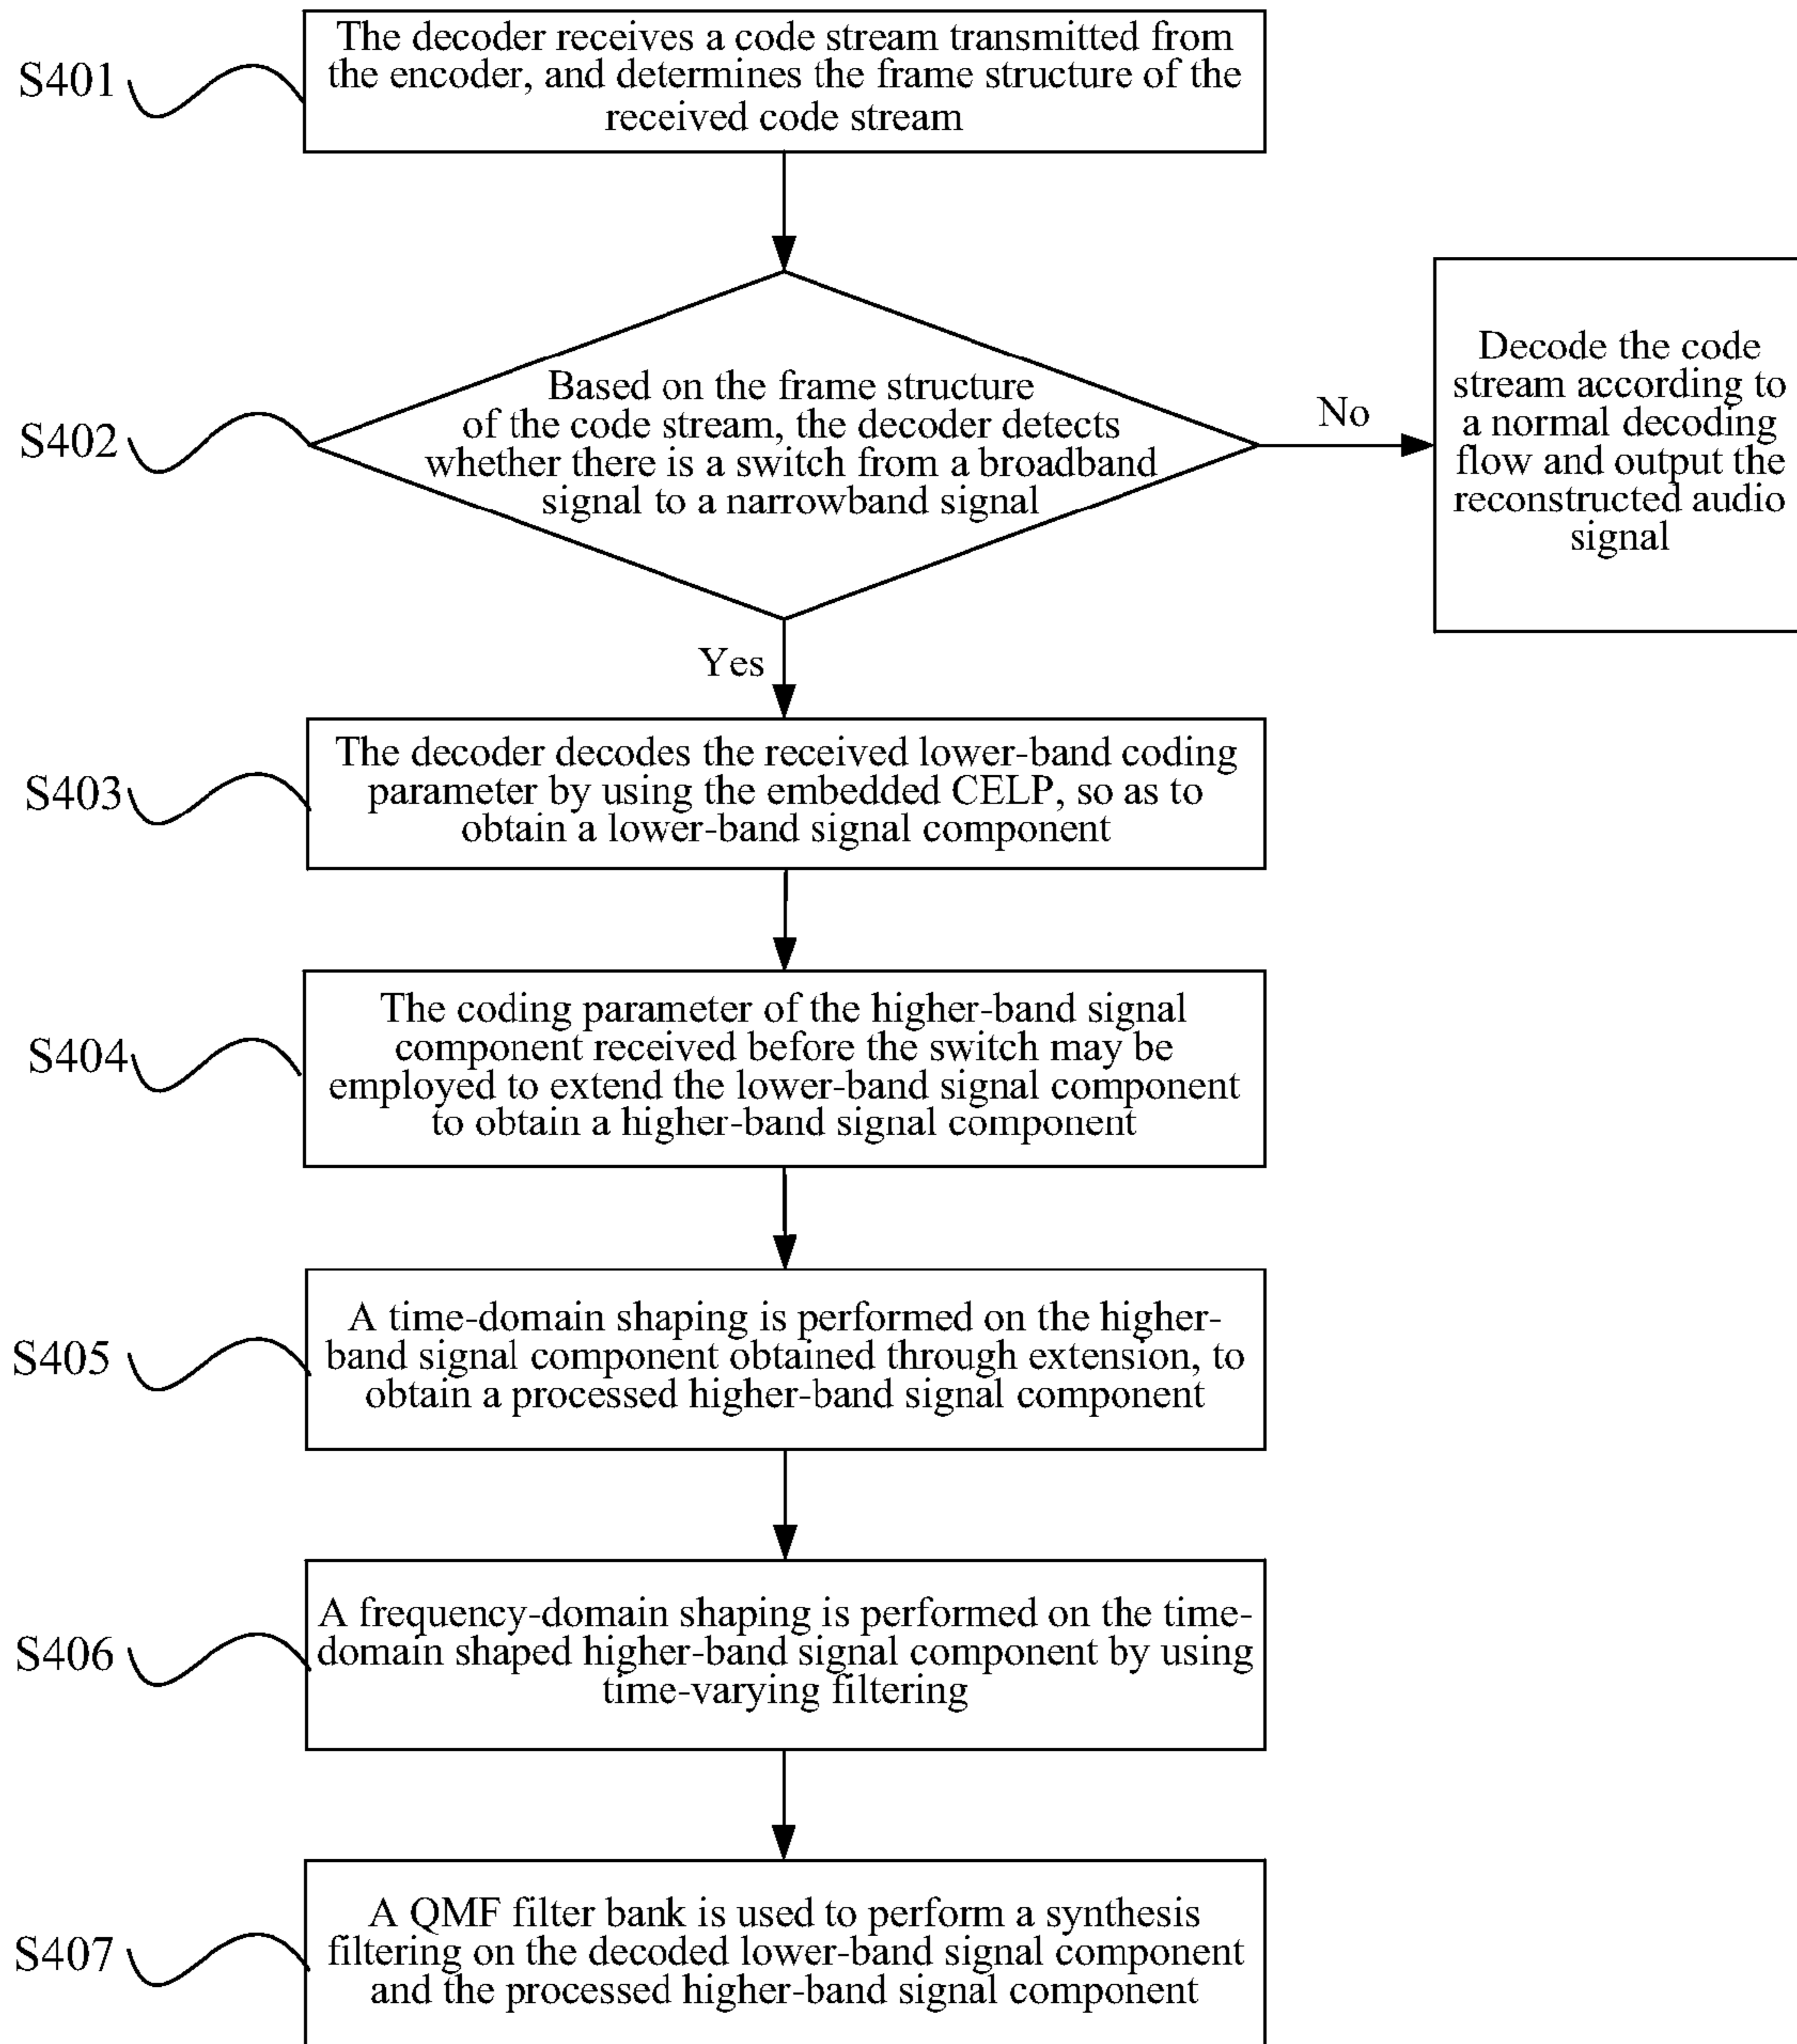 S401
The decoder receives a code stream transmitted from
the encoder, and determines the frame structure of the
received code stream
S402
Based on the frame structure
of the code stream, the decoder detects
whether there is a switch from a broadband
signal to a narrowband signal
No
Decode the code
stream according to
a normal decoding
flow and output the
reconstructed audio
signal
Yes
S403
The decoder decodes the received lower-band coding
parameter by using the embedded CELP, so as to
obtain a lower-band signal component
S404
The coding parameter of the higher-band signal
component received before the switch may be
employed to extend the lower-band signal component
to obtain a higher-band signal component
S405
A time-domain shaping is performed on the higher-
band signal component obtained through extension, to
obtain a processed higher-band signal component
S406
A frequency-domain shaping is performed on the time-
domain shaped higher-band signal component by using
time-varying filtering
S407
A QMF filter bank is used to perform a synthesis
filtering on the decoded lower-band signal component
and the processed higher-band signal component